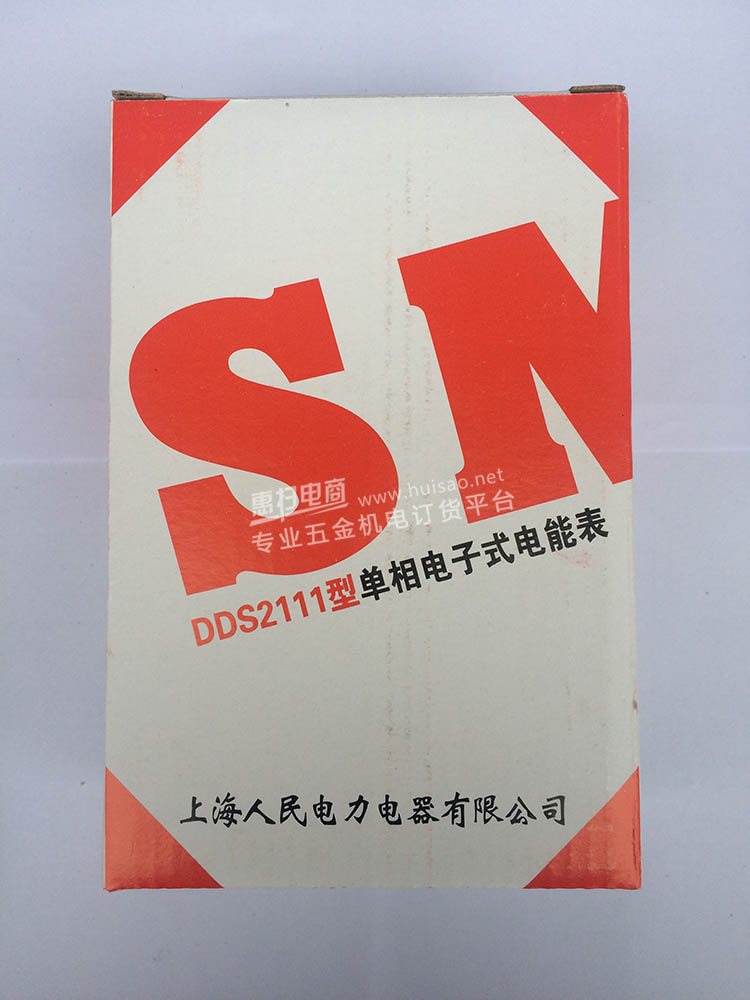 SM
惠扫电商 www.huisao.net
专业五金机电订货平台
DDS2111型单相电子式电能表
上海人民电力电器有限公司